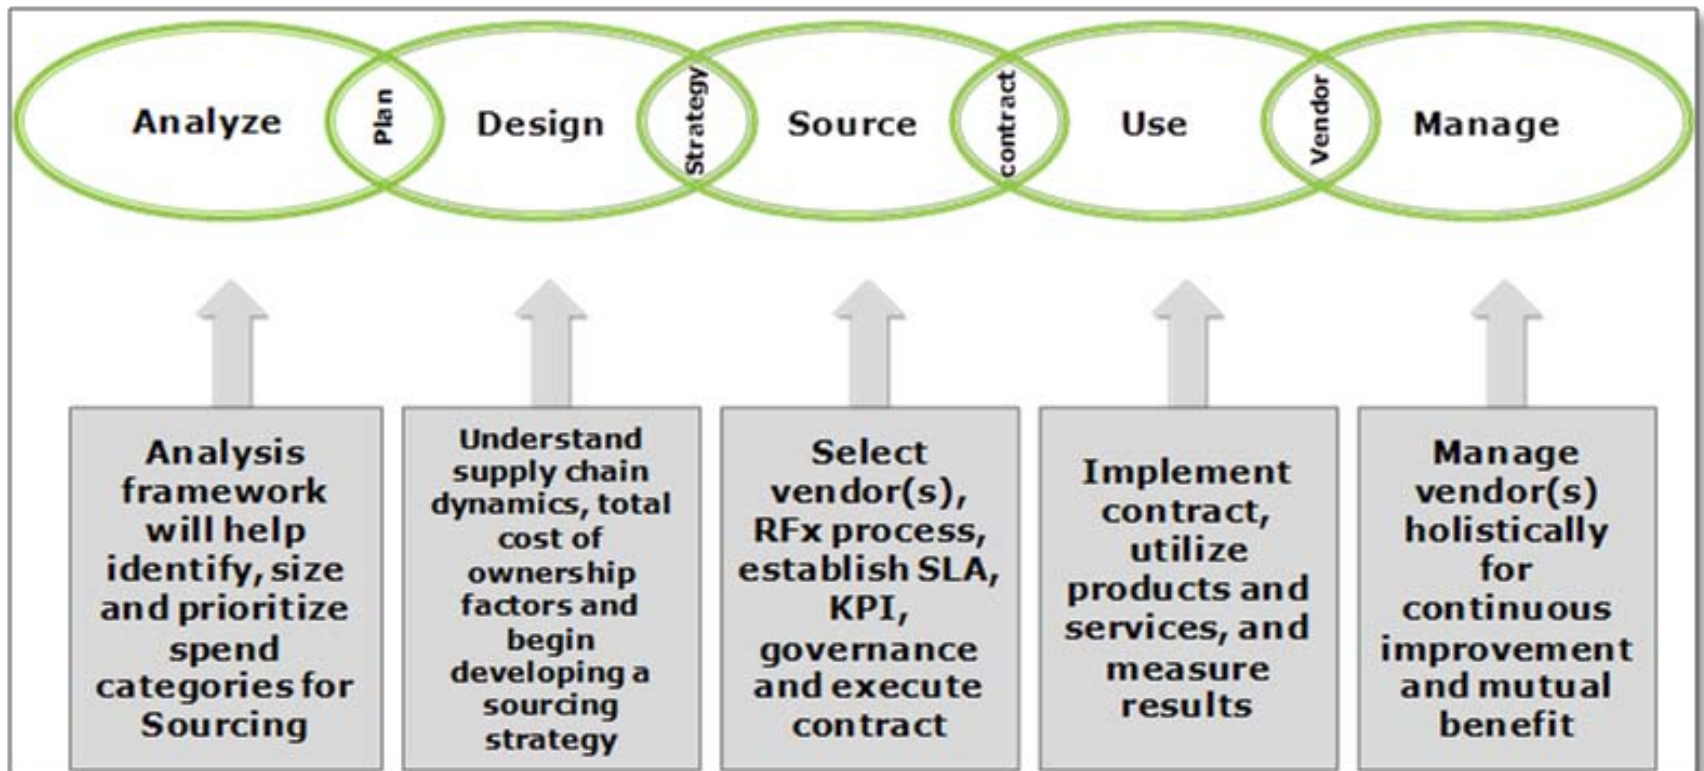 Analyze
Plan
Design
Strategy
Source
contract
Use
Vendor
Manage
Analysis
framework
will help
identify, size
and prioritize
spend
categories for
Sourcing
Understand
supply chain
dynamics, total
cost of
ownership
factors and
begin
developing a
sourcing
strategy
Select
vendor(s),
RFx process,
establish SLA,
KPI,
governance
and execute
contract
Implement
contract,
utilize
products and
services, and
measure
results
Manage
vendor(s)
holistically
for
continuous
improvement
and mutual
benefit